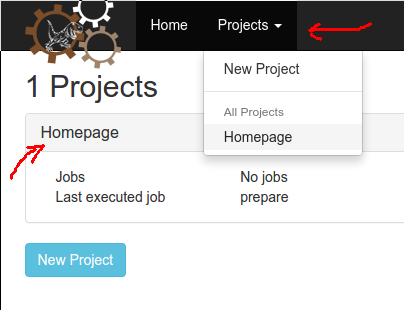 Home Projects
New Project
All Projects
Homepage
1 Projects
Homepage
Jobs No jobs
Last executed job prepare
New Project